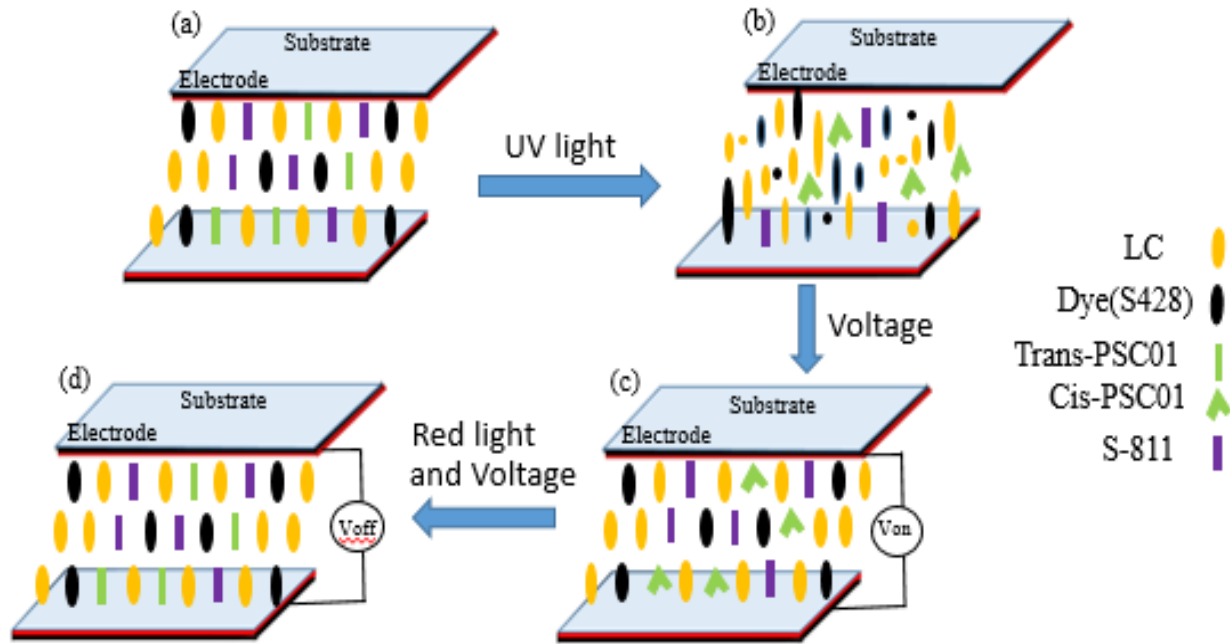 (a)
Substrate
Electrode
UV light
(b)
Substrate
Electrode
LC
Dye(S428)
Trans-PSC01
Cis-PSC01
S-811
Voltage
(c)
Substrate
Electrode
Von
Red light
and Voltage
(d)
Substrate
Electrode
Voff